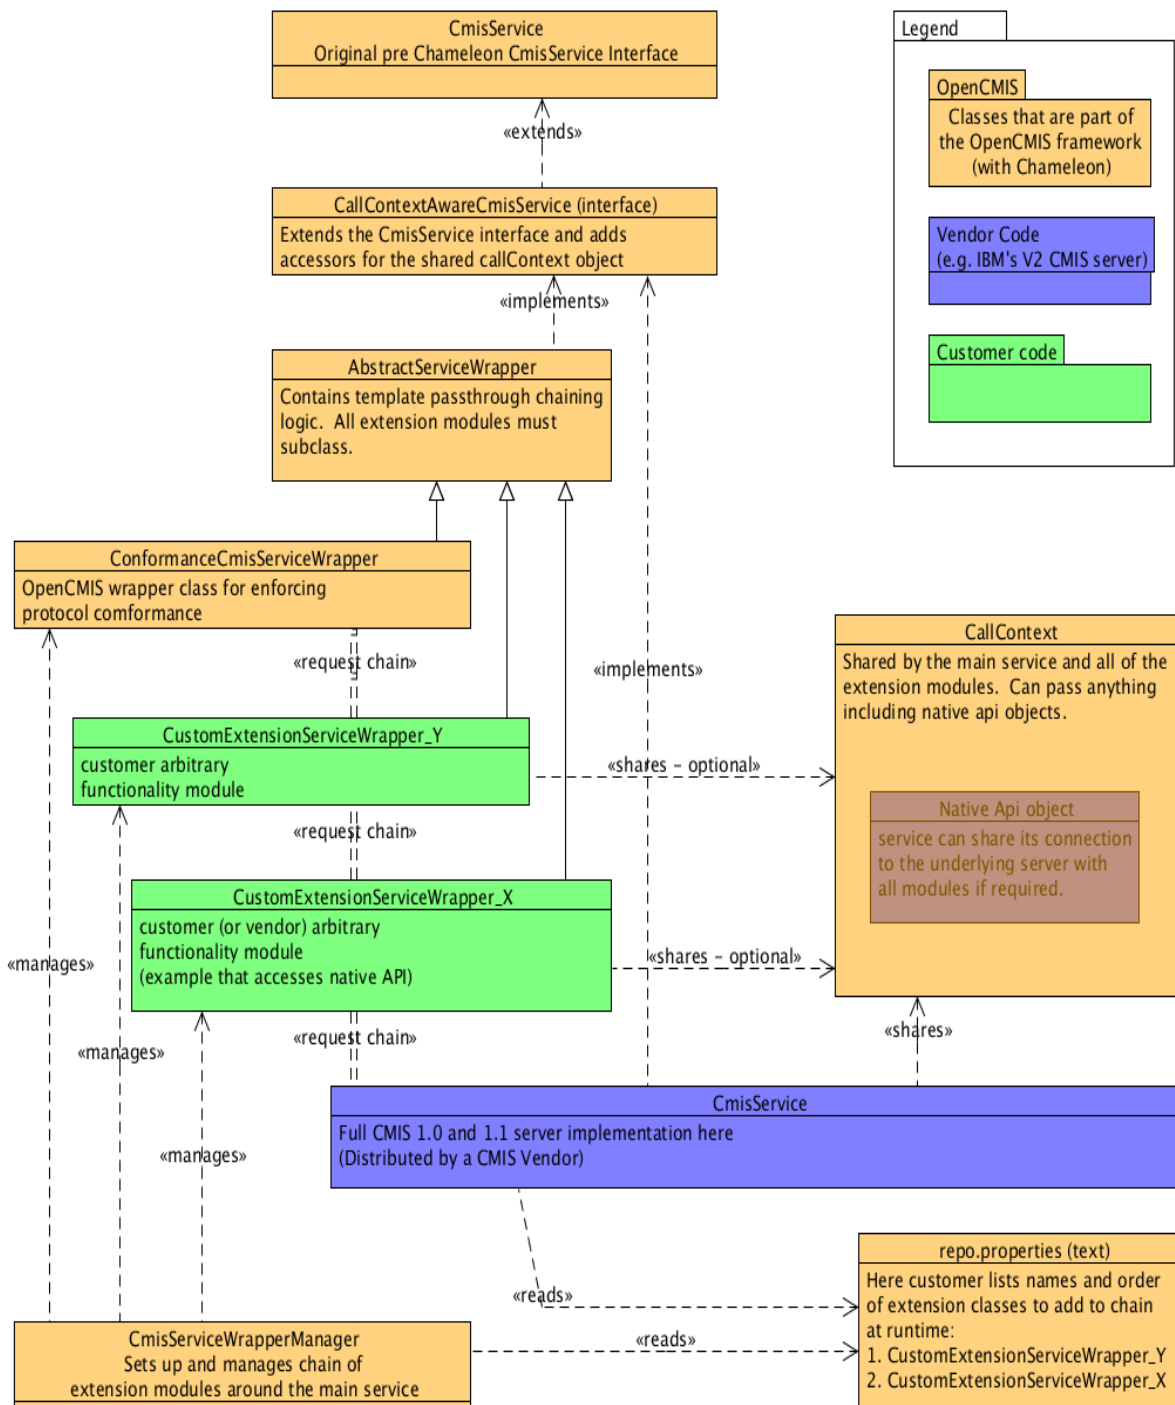 CmisService
Original pre Chameleon CmisService Interface
«extends»
CallContextAwareCmisService (interface)
Extends the CmisService interface and adds
accessors for the shared callContext object
«implements»
AbstractServiceWrapper
Contains template passthrough chaining
logic.  All extension modules must
subclass.
Legend
OpenCMIS
Classes that are part of
the OpenCMIS framework
(with Chameleon)
Vendor Code
(e.g. IBM's V2 CMIS server)
Customer code
ConformanceCmisServiceWrapper
OpenCMIS wrapper class for enforcing
protocol comformance
«request chain»
«implements»
CallContext
Shared by the main service and all of the
extension modules.  Can pass anything
including native api objects.
Native Api object
service can share its connection
to the underlying server with
all modules if required.
CustomExtensionServiceWrapper_Y
customer arbitrary
functionality module
«shares – optional»
«request chain»
CustomExtensionServiceWrapper_X
customer (or vendor) arbitrary
functionality module
(example that accesses native API)
«shares – optional»
«manages»
«request chain»
«shares»
«manages»
CmisService
Full CMIS 1.0 and 1.1 server implementation here
(Distributed by a CMIS Vendor)
«manages»
«reads»
repo.properties (text)
Here customer lists names and order
of extension classes to add to chain
at runtime:
1. CustomExtensionServiceWrapper_Y
2. CustomExtensionServiceWrapper_X
«reads»
CmisServiceWrapperManager
Sets up and manages chain of
extension modules around the main service